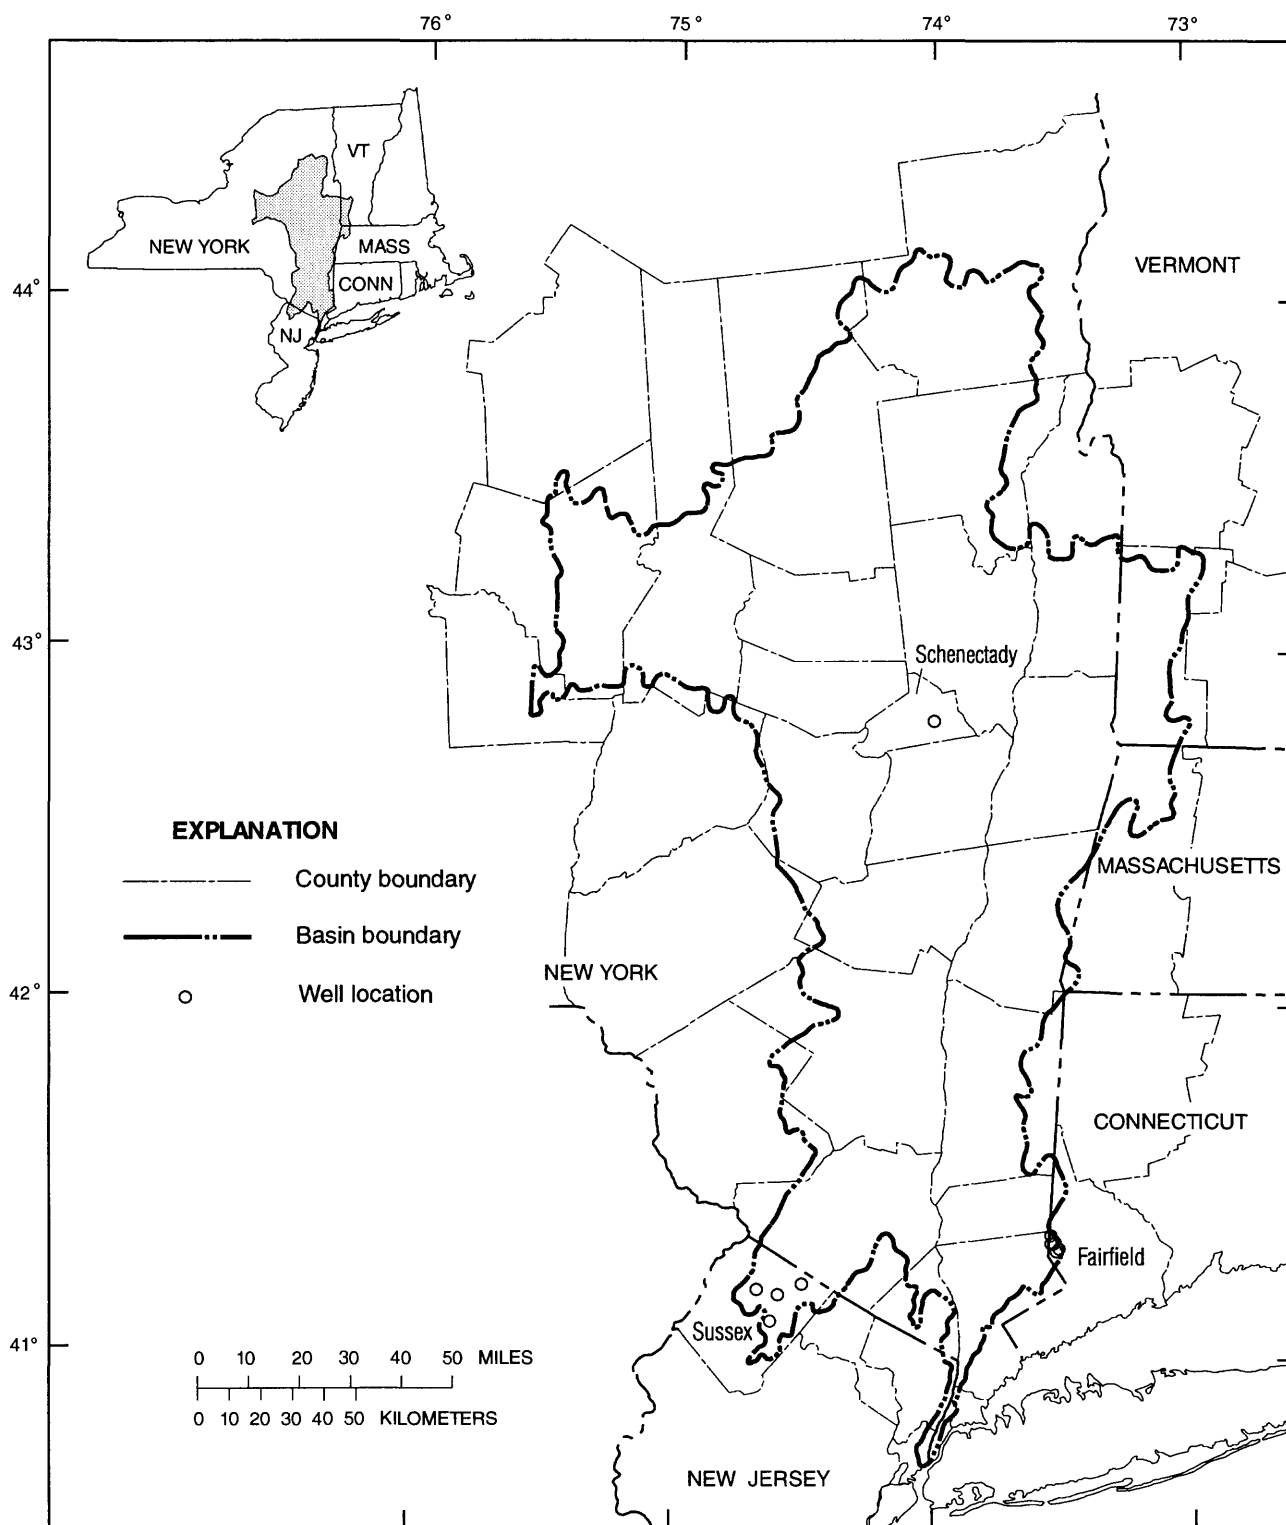 76° 75° 74° 73°
VT
NEW YORK
MASS
CONN
NJ
VERMONT
44°
43°
Schenectady
EXPLANATION
County boundary
Basin boundary
Well location
MASSACHUSETTS
NEW YORK
42°
CONNECTICUT
Fairfield
Sussex
41°
0 10 20 30 40 50 MILES
0 10 20 30 40 50 KILOMETERS
NEW JERSEY